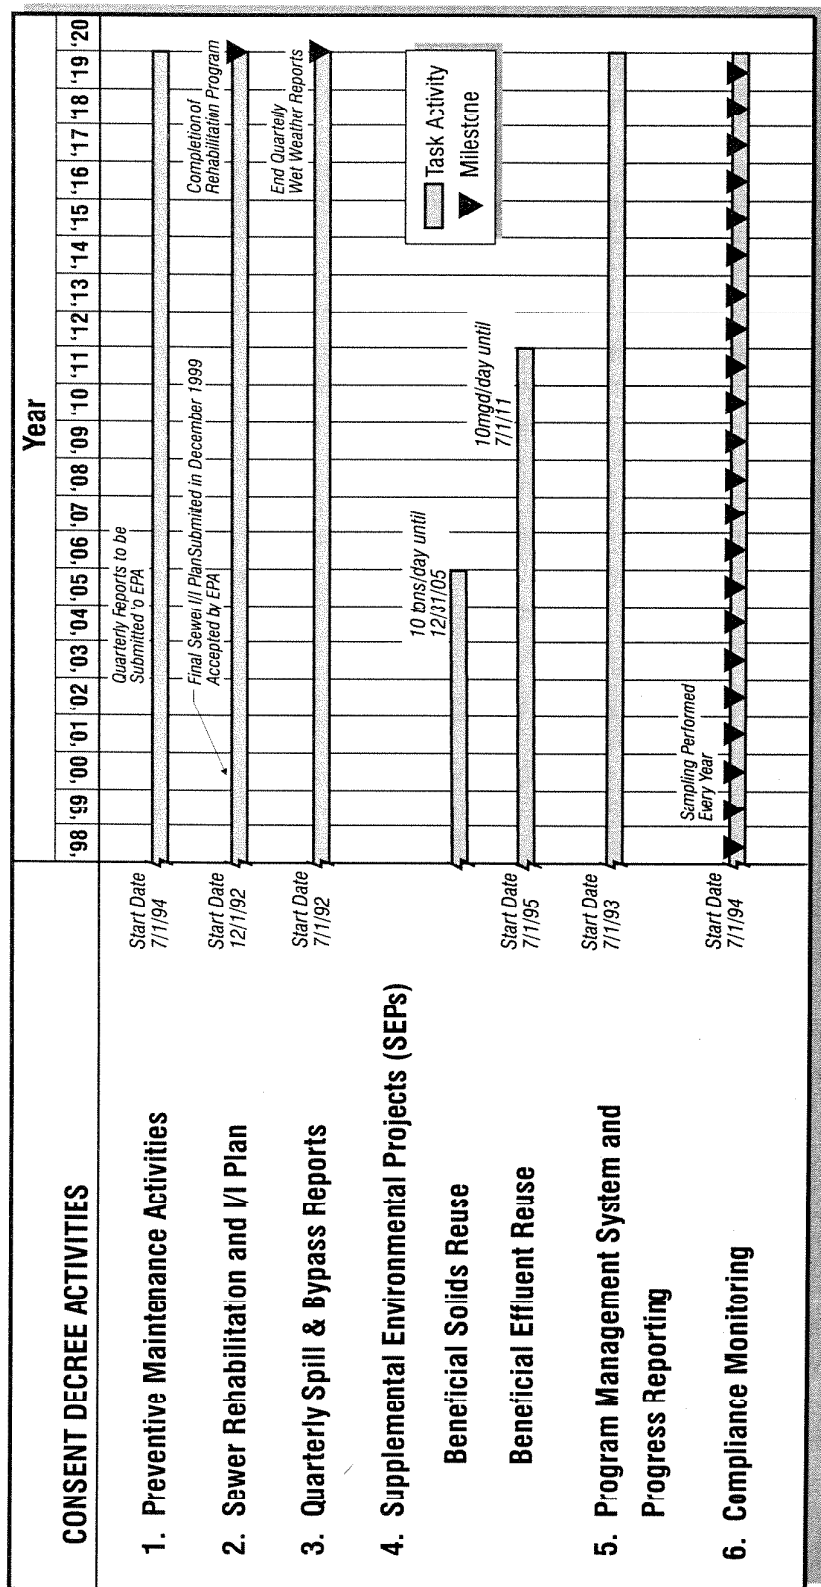 Year
CONSENT DECREE ACTIVITIES
'98 '99 '00 '01 '02 '03 '04 '05 '06 '07 '08 '09 '10 '11 '12 '13 '14 '15 '16 '17 '18 '19 '20
1. Preventive Maintenance Activities
Start Date
7/1/94
Quarterly Reports to be
Submitted to EPA
2. Sewer Rehabilitation and I/I Plan
Start Date
12/1/92
Final Sewer I/I Plan Submitted in December 1999
Accepted by EPA
Completion of
Rehabilitation Program
3. Quarterly Spill & Bypass Reports
Start Date
7/1/92
End Quarterly
Wet Weather Reports
4. Supplemental Environmental Projects (SEPs)
Beneficial Solids Reuse
10 tons/day until
12/31/05
Beneficial Effluent Reuse
Start Date
7/1/95
10mgd/day until
7/1/11
Task Activity
Milestone
5. Program Management System and
Progress Reporting
Start Date
7/1/93
6. Compliance Monitoring
Start Date
7/1/94
Sampling Performed
Every Year